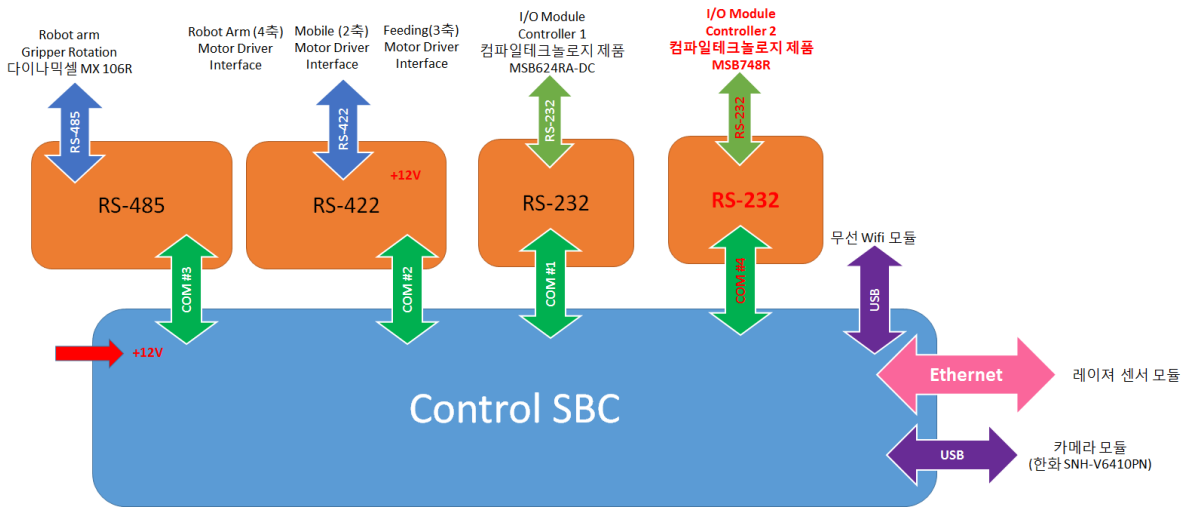 Robot arm
Gripper Rotation
다이나믹셀 MX 106R
Robot Arm (4축)
Motor Driver
Interface
Mobile (2축)
Motor Driver
Interface
Feeding(3축)
Motor Driver
Interface
I/O Module
Controller 1
컴파일테크놀로지 제품
MSB624RA-DC
I/O Module
Controller 2
컴파일테크놀로지 제품
MSB748R
RS-485
RS-422
RS-232
RS-232
+12V
RS-485
RS-422
RS-232
RS-232
무선 Wifi 모듈
COM #3
COM #2
COM #1
COM #4
USB
+12V
Ethernet
레이져 센서 모듈
Control SBC
USB
카메라 모듈
(한화 SNH-V6410PN)